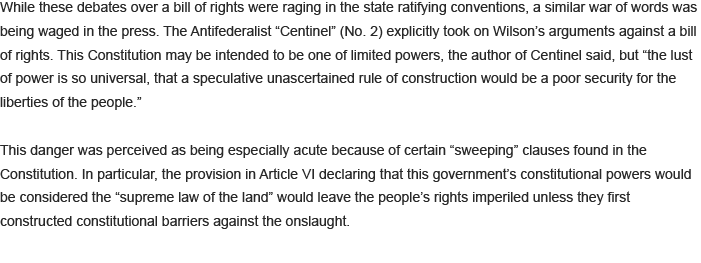 While these debates over a bill of rights were raging in the state ratifying conventions, a similar war of words was
being waged in the press. The Antifederalist “Centinel” (No. 2) explicitly took on Wilson’s arguments against a bill
of rights. This Constitution may be intended to be one of limited powers, the author of Centinel said, but “the lust
of power is so universal, that a speculative unascertained rule of construction would be a poor security for the
liberties of the people.”
This danger was perceived as being especially acute because of certain “sweeping” clauses found in the
Constitution. In particular, the provision in Article VI declaring that this government’s constitutional powers would
be considered the “supreme law of the land” would leave the people’s rights imperiled unless they first
constructed constitutional barriers against the onslaught.